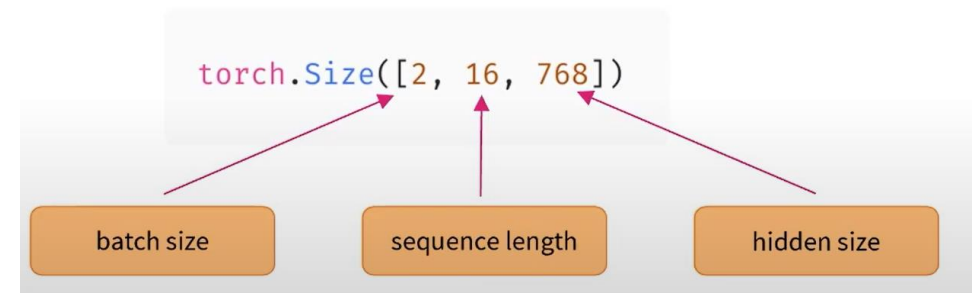 torch.Size([2, 16, 768])
batch size
sequence length
hidden size